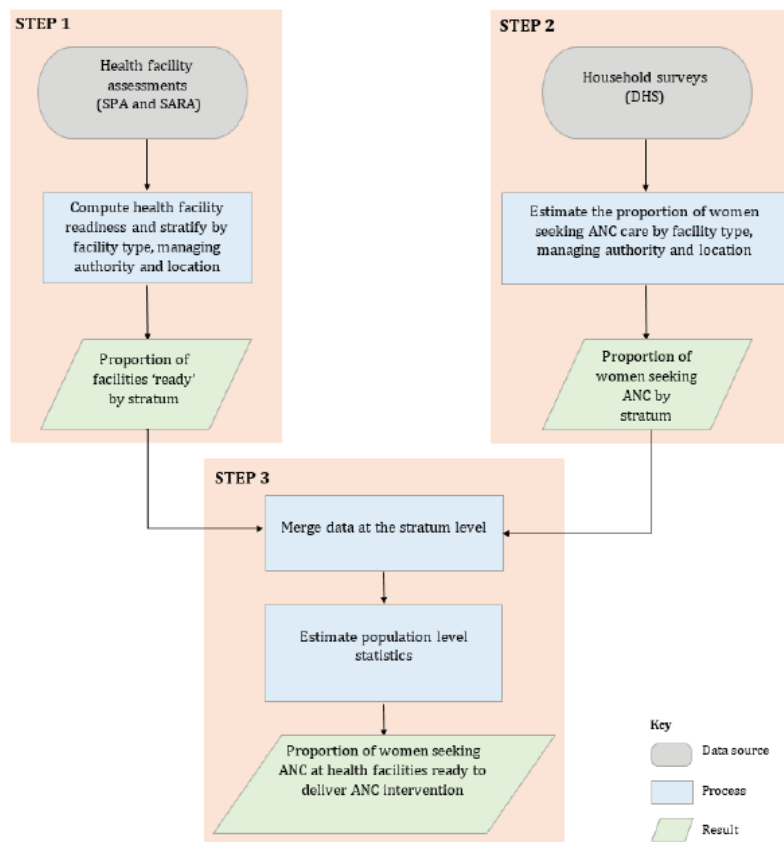 STEP 1
Health facility
assessments
(SPA and SARA)
Compute health facility
readiness and stratify by
facility type, managing
authority and location
Proportion of
facilities ‘ready’
by stratum
STEP 2
Household surveys
(DHS)
Estimate the proportion of women
seeking ANC care by facility type,
managing authority and location
Proportion of
women seeking
ANC by
stratum
STEP 3
Merge data at the stratum level
Estimate population level
statistics
Proportion of women seeking
ANC at health facilities ready to
deliver ANC intervention
Key
Data source
Process
Result